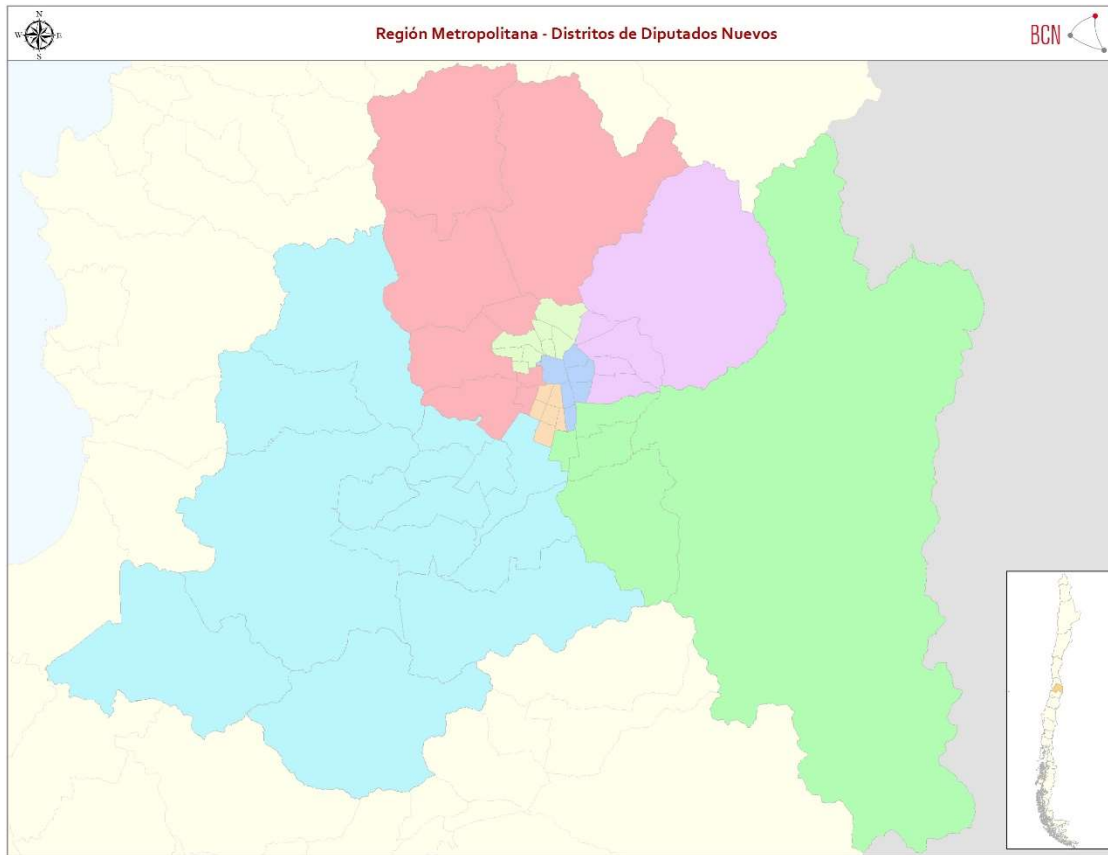 N
W E
S
Región Metropolitana - Distritos de Diputados Nuevos
BCN